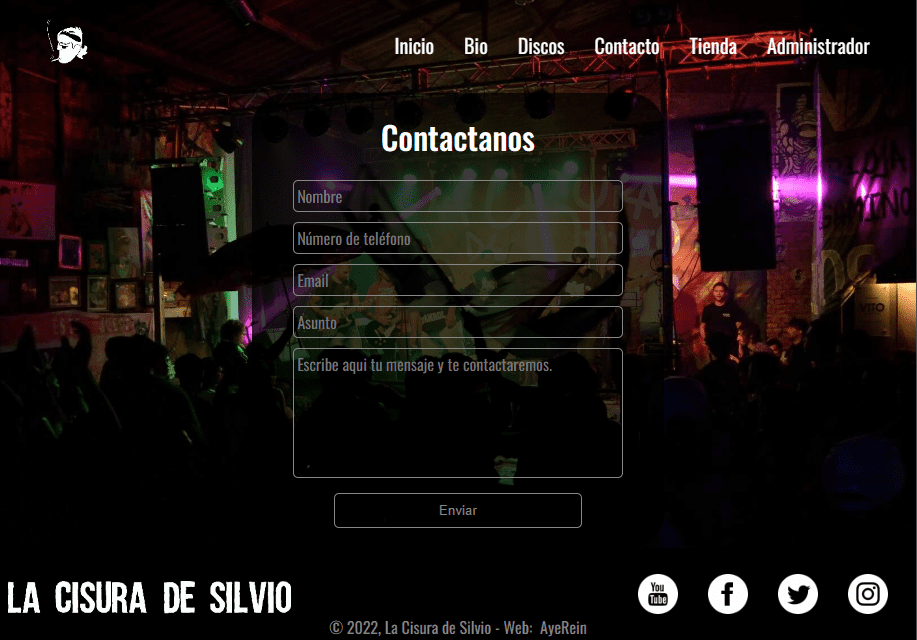 Inicio Bio Discos Contacto Tienda Administrador
Contactanos
Nombre
Número de teléfono
Email
Asunto
Escribe aqui tu mensaje y te contactaremos.
Enviar
LA CISURA DE SILVIO
You Tube
© 2022, La Cisura de Silvio - Web: AyeRein